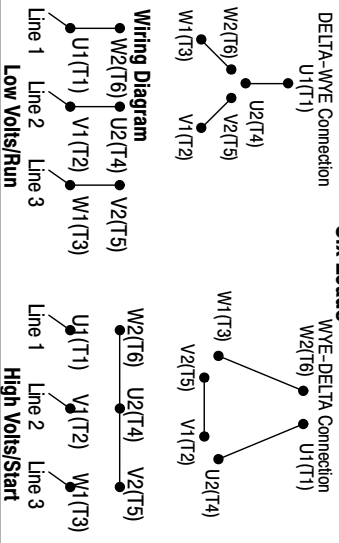 DELTA-WYE Connection
U1(T1)
U2(T4)
W2(T6)
V2(T5)
W1(T3)
V1(T2)
WYE-DELTA Connection
W2(T6)
U1(T1)
W1(T3)
U2(T4)
V2(T5)
V1(T2)
Wiring Diagram
W2(T6) U2(T4) V2(T5)
U1(T1) V1(T2) W1(T3)
Line 1 Line 2 Line 3
Low Volts/Run
W2(T6) U2(T4) V2(T5)
U1(T1) V1(T2) W1(T3)
Line 1 Line 2 Line 3
High Volts/Start